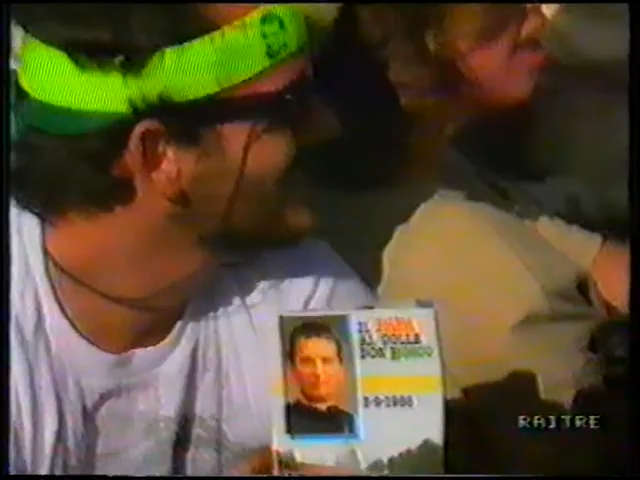 IL PAPA
AL COLLE
DON BOSCO
3-9-1988
RAITRE